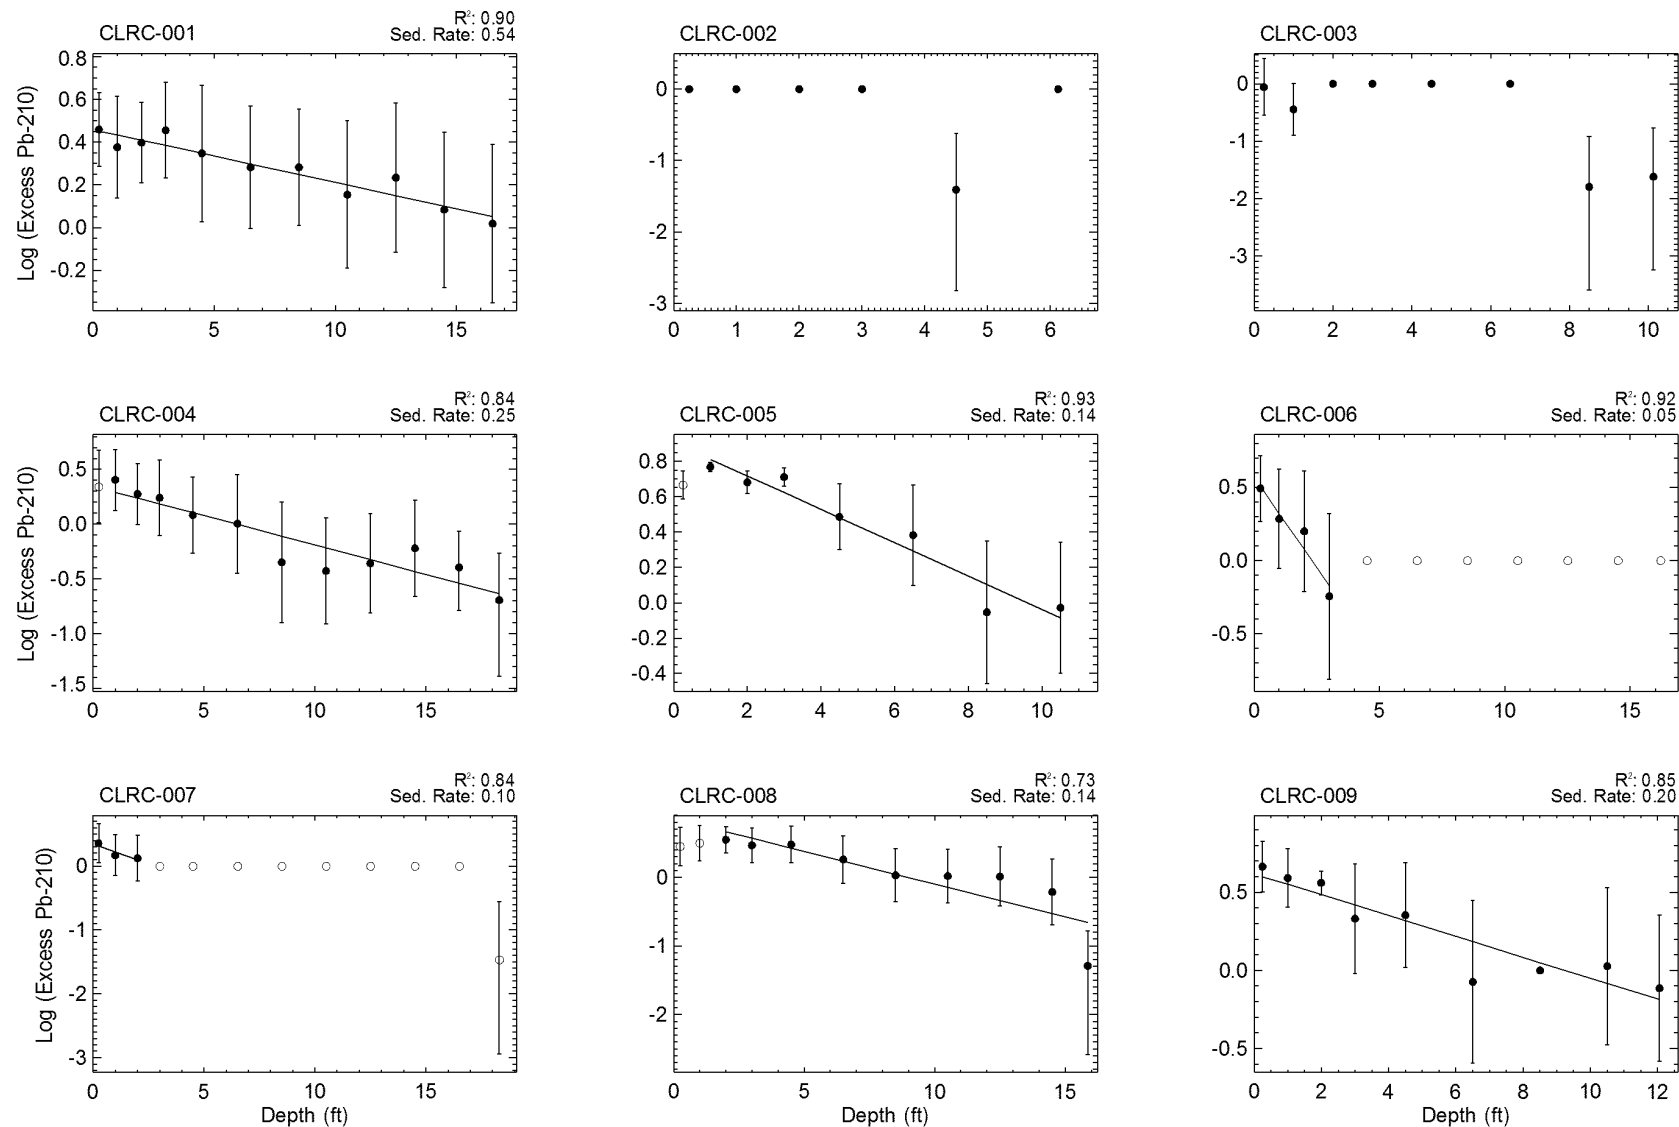 R²: 0.90
CLRC-001 Sed. Rate: 0.54 CLRC-002 CLRC-003
Log (Excess Pb-210)
0.8
0.6
0.4
0.2
0.0
-0.2
0 5 10 15
0
-1
-2
-3
0 1 2 3 4 5 6
0
-1
-2
-3
0 2 4 6 8 10
R²: 0.84
CLRC-004 Sed. Rate: 0.25
Log (Excess Pb-210)
0.5
0.0
-0.5
-1.0
-1.5
0 5 10 15
R²: 0.93
CLRC-005 Sed. Rate: 0.14
0.8
0.6
0.4
0.2
0.0
-0.2
-0.4
0 2 4 6 8 10
R²: 0.92
CLRC-006 Sed. Rate: 0.05
0.5
0.0
-0.5
0 5 10 15
R²: 0.84
CLRC-007 Sed. Rate: 0.10
Log (Excess Pb-210)
0
-1
-2
-3
0 5 10 15
Depth (ft)
R²: 0.73
CLRC-008 Sed. Rate: 0.14
0
-1
-2
0 5 10 15
Depth (ft)
R²: 0.85
CLRC-009 Sed. Rate: 0.20
0.5
0.0
-0.5
0 2 4 6 8 10 12
Depth (ft)